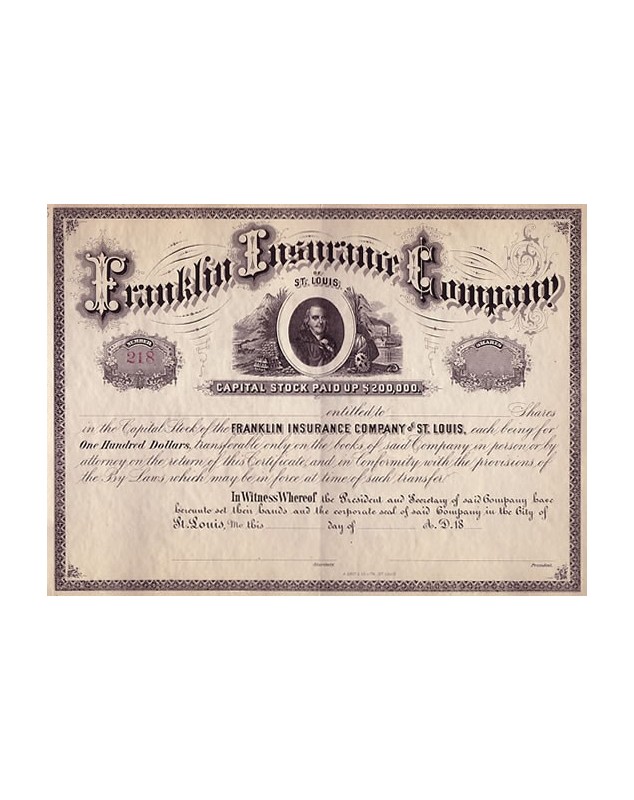 Franklin Insurance Company
OF
ST. LOUIS,
NUMBER
218
SHARES
CAPITAL STOCK PAID UP $200,000.
entitled to Shares
in the Capital Stock of the FRANKLIN INSURANCE COMPANY of ST. LOUIS, each being for
One Hundred Dollars, transferable only on the books of said Company in person or by
attorney on the return of this Certificate, and in Conformity with the provisions of
the By Laws, which may be in force at time of such transfer
In Witness Whereof the President and Secretary of said Company have
hereunto set their hands and the corporate seal of said Company in the City of
St. Louis, Mo this day of A. D. 18
Secretary. President.